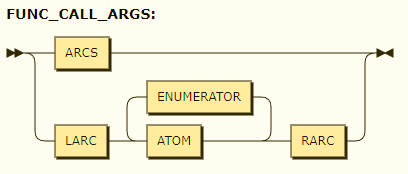 FUNC_CALL_ARGS:
ARCS
ENUMERATOR
LARC
ATOM
RARC